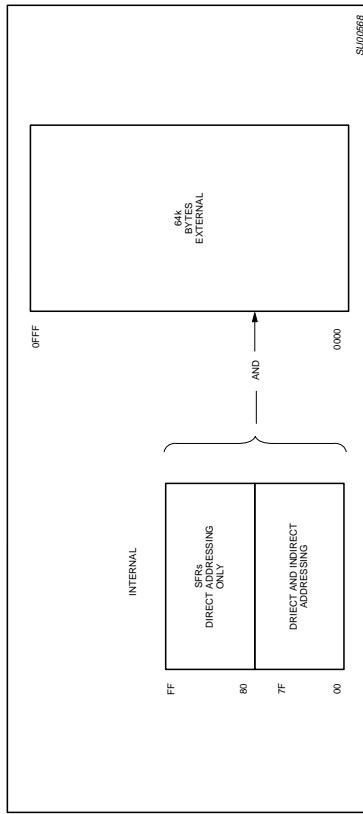 0FFF
64k
BYTES
EXTERNAL
INTERNAL
FF
SFRs
DIRECT ADDRESSING
ONLY
AND
80
7F
DRIECT AND INDIRECT
ADDRESSING
00
0000
SU00568